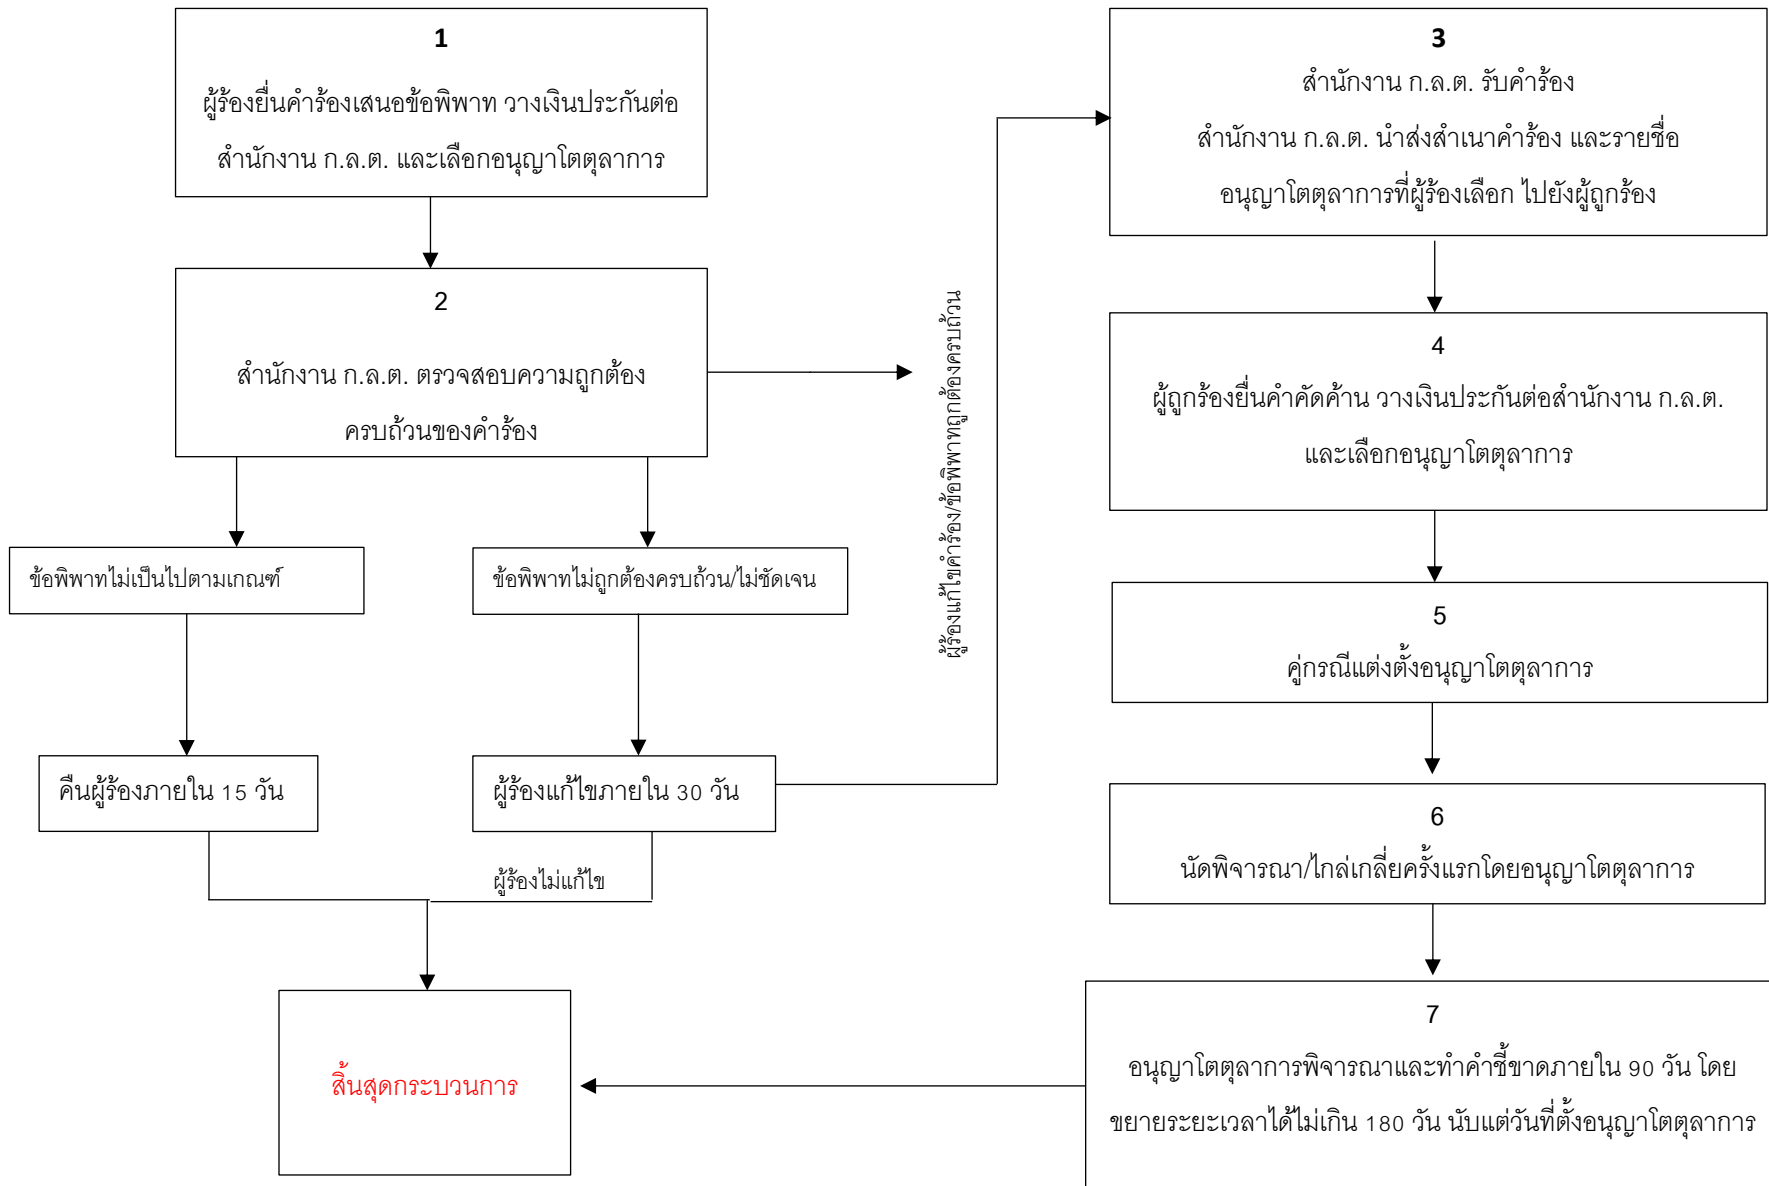 1
ผู้ร้องยื่นคำร้องเสนอข้อพิพาท วางเงินประกันต่อ
สำนักงาน ก.ล.ต. และเลือกอนุญาโตตุลาการ
2
สำนักงาน ก.ล.ต. ตรวจสอบความถูกต้อง
ครบถ้วนของคำร้อง
ข้อพิพาทไม่เป็นไปตามเกณฑ์
ข้อพิพาทไม่ถูกต้องครบถ้วน/ไม่ชัดเจน
คืนผู้ร้องภายใน 15 วัน
ผู้ร้องแก้ไขภายใน 30 วัน
ผู้ร้องไม่แก้ไข
สิ้นสุดกระบวนการ
ผู้ร้องแก้ไขคำร้อง/ข้อพิพาทถูกต้องครบถ้วน
3
สำนักงาน ก.ล.ต. รับคำร้อง
สำนักงาน ก.ล.ต. นำส่งสำเนาคำร้อง และรายชื่อ
อนุญาโตตุลาการที่ผู้ร้องเลือก ไปยังผู้ถูกร้อง
4
ผู้ถูกร้องยื่นคำคัดค้าน วางเงินประกันต่อสำนักงาน ก.ล.ต.
และเลือกอนุญาโตตุลาการ
5
คู่กรณีแต่งตั้งอนุญาโตตุลาการ
6
นัดพิจารณา/ไกล่เกลี่ยครั้งแรกโดยอนุญาโตตุลาการ
7
อนุญาโตตุลาการพิจารณาและทำคำชี้ขาดภายใน 90 วัน โดย
ขยายระยะเวลาได้ไม่เกิน 180 วัน นับแต่วันที่ตั้งอนุญาโตตุลาการ